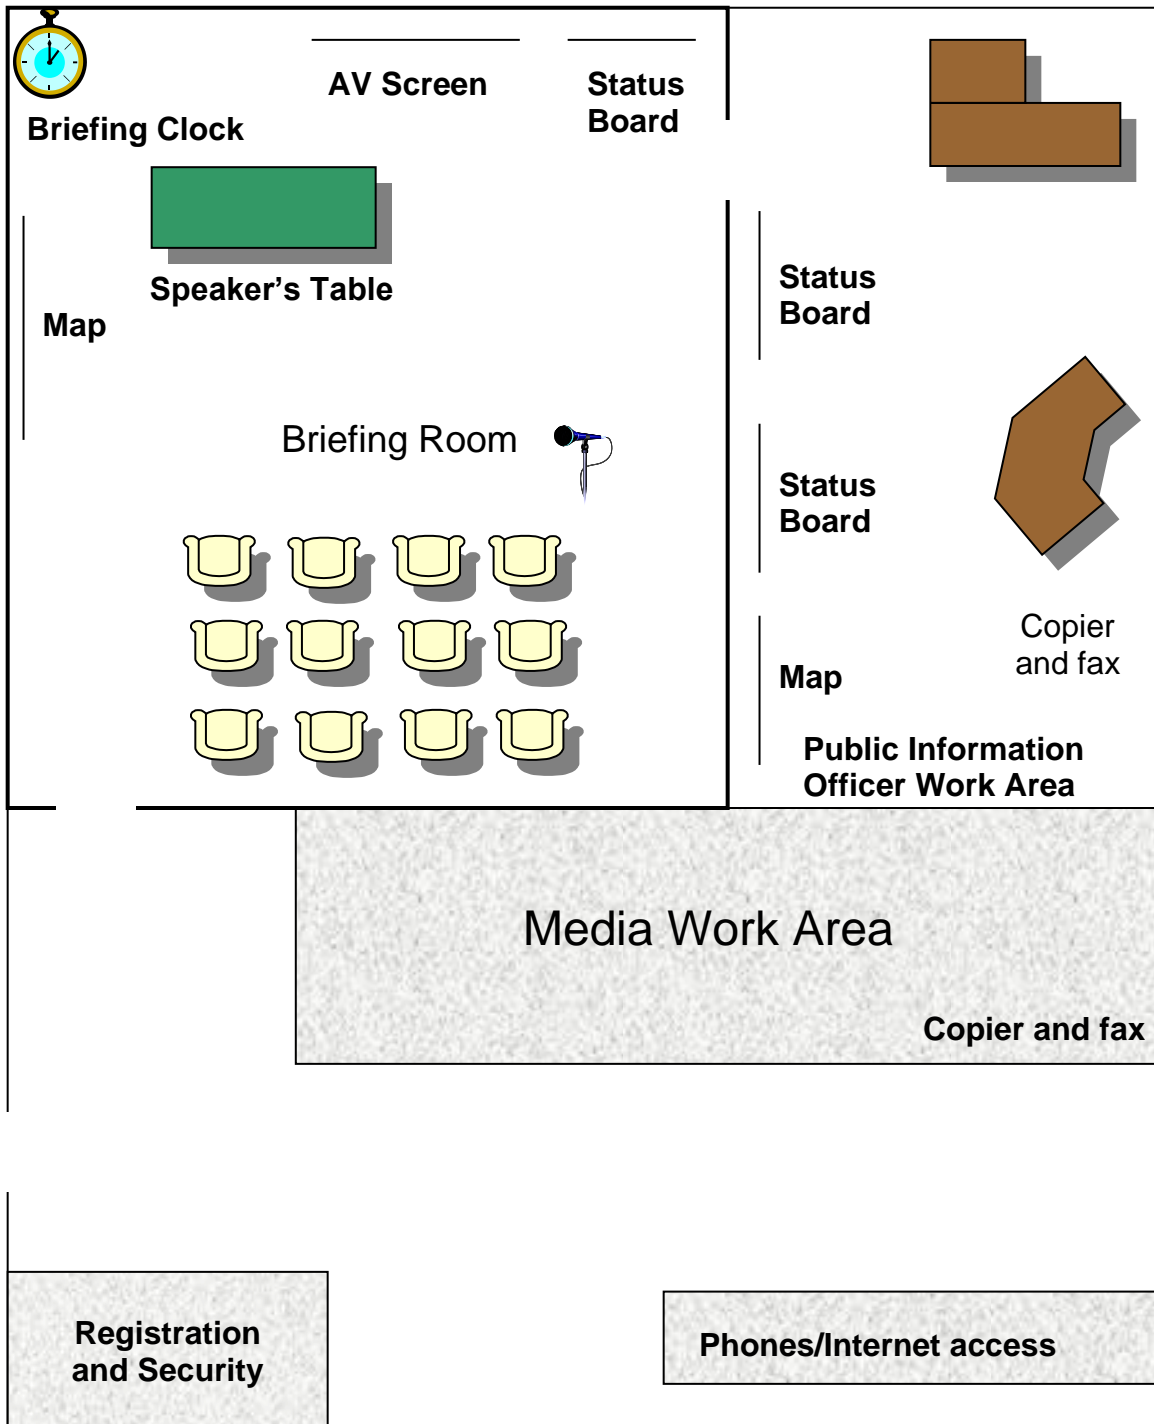 AV Screen
Status
Board
Briefing Clock
Speaker’s Table
Map
Briefing Room
Status
Board
Status
Board
Map
Copier
and fax
Public Information
Officer Work Area
Media Work Area
Copier and fax
Registration
and Security
Phones/Internet access